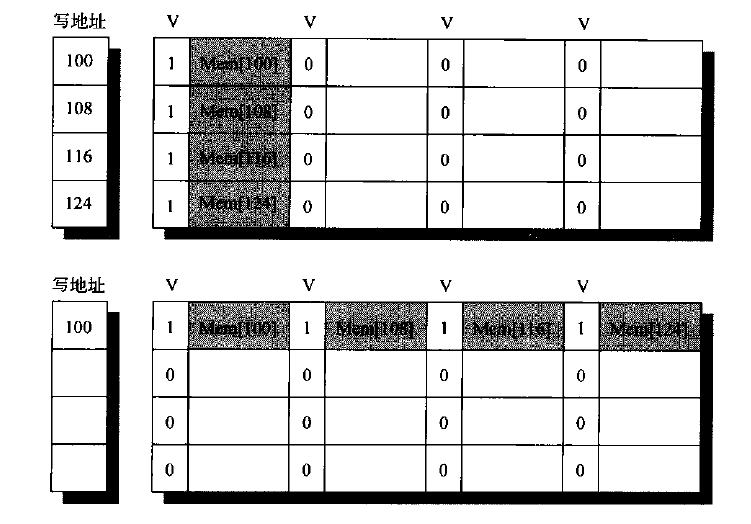 写地址 V V V V
100 1 Mem[100] 0 0 0
108 1 Mem[108] 0 0 0
116 1 Mem[116] 0 0 0
124 1 Mem[124] 0 0 0
写地址 V V V V
100 1 Mem[100] 1 Mem[108] 1 Mem[116] 1 Mem[124]
0 0 0 0
0 0 0 0
0 0 0 0